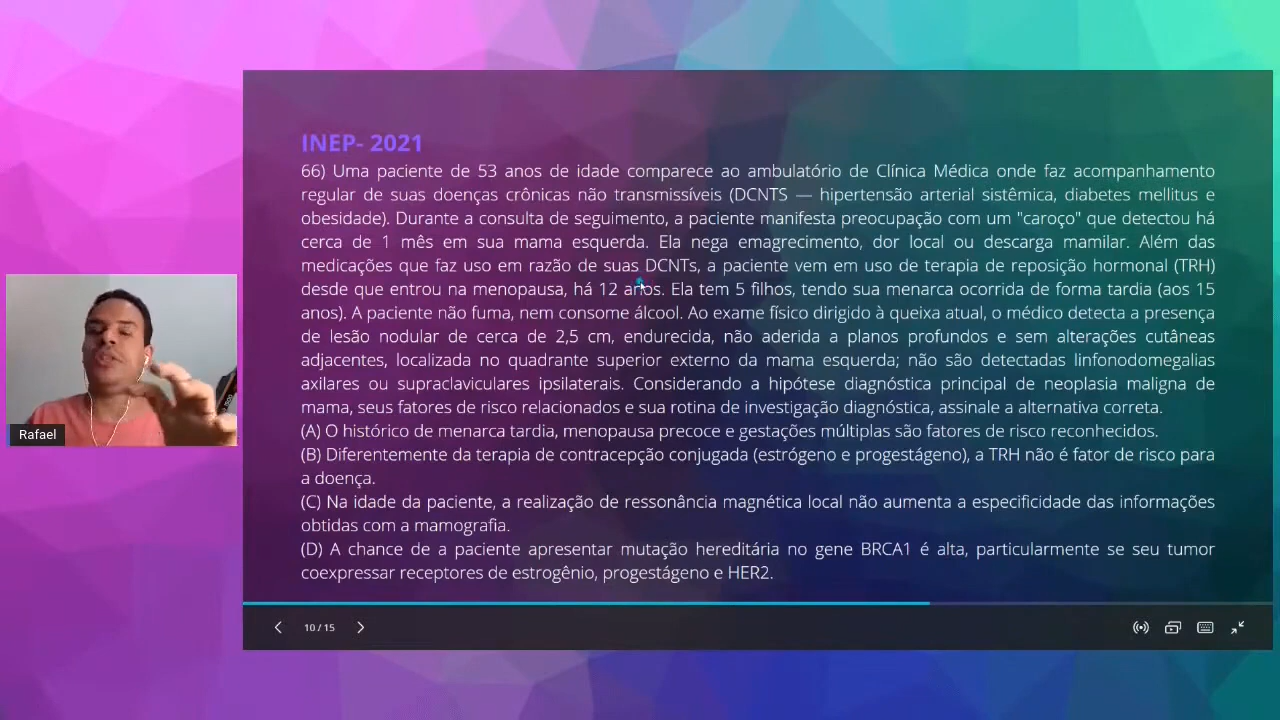 INEP- 2021
66) Uma paciente de 53 anos de idade comparece ao ambulatório de Clínica Médica onde faz acompanhamento
regular de suas doenças crônicas não transmissíveis (DCNTS — hipertensão arterial sistêmica, diabetes mellitus e
obesidade). Durante a consulta de seguimento, a paciente manifesta preocupação com um "caroço" que detectou há
cerca de 1 mês em sua mama esquerda. Ela nega emagrecimento, dor local ou descarga mamilar. Além das
medicações que faz uso em razão de suas DCNTs, a paciente vem em uso de terapia de reposição hormonal (TRH)
desde que entrou na menopausa, há 12 anos. Ela tem 5 filhos, tendo sua menarca ocorrida de forma tardia (aos 15
anos). A paciente não fuma, nem consome álcool. Ao exame físico dirigido à queixa atual, o médico detecta a presença
de lesão nodular de cerca de 2,5 cm, endurecida, não aderida a planos profundos e sem alterações cutâneas
adjacentes, localizada no quadrante superior externo da mama esquerda; não são detectadas linfonodomegalias
axilares ou supraclaviculares ipsilaterais. Considerando a hipótese diagnóstica principal de neoplasia maligna de
mama, seus fatores de risco relacionados e sua rotina de investigação diagnóstica, assinale a alternativa correta.
(A) O histórico de menarca tardia, menopausa precoce e gestações múltiplas são fatores de risco reconhecidos.
(B) Diferentemente da terapia de contracepção conjugada (estrógeno e progestágeno), a TRH não é fator de risco para
a doença.
(C) Na idade da paciente, a realização de ressonância magnética local não aumenta a especificidade das informações
obtidas com a mamografia.
(D) A chance de a paciente apresentar mutação hereditária no gene BRCA1 é alta, particularmente se seu tumor
coexpressar receptores de estrogênio, progestágeno e HER2.
Rafael
10 / 15